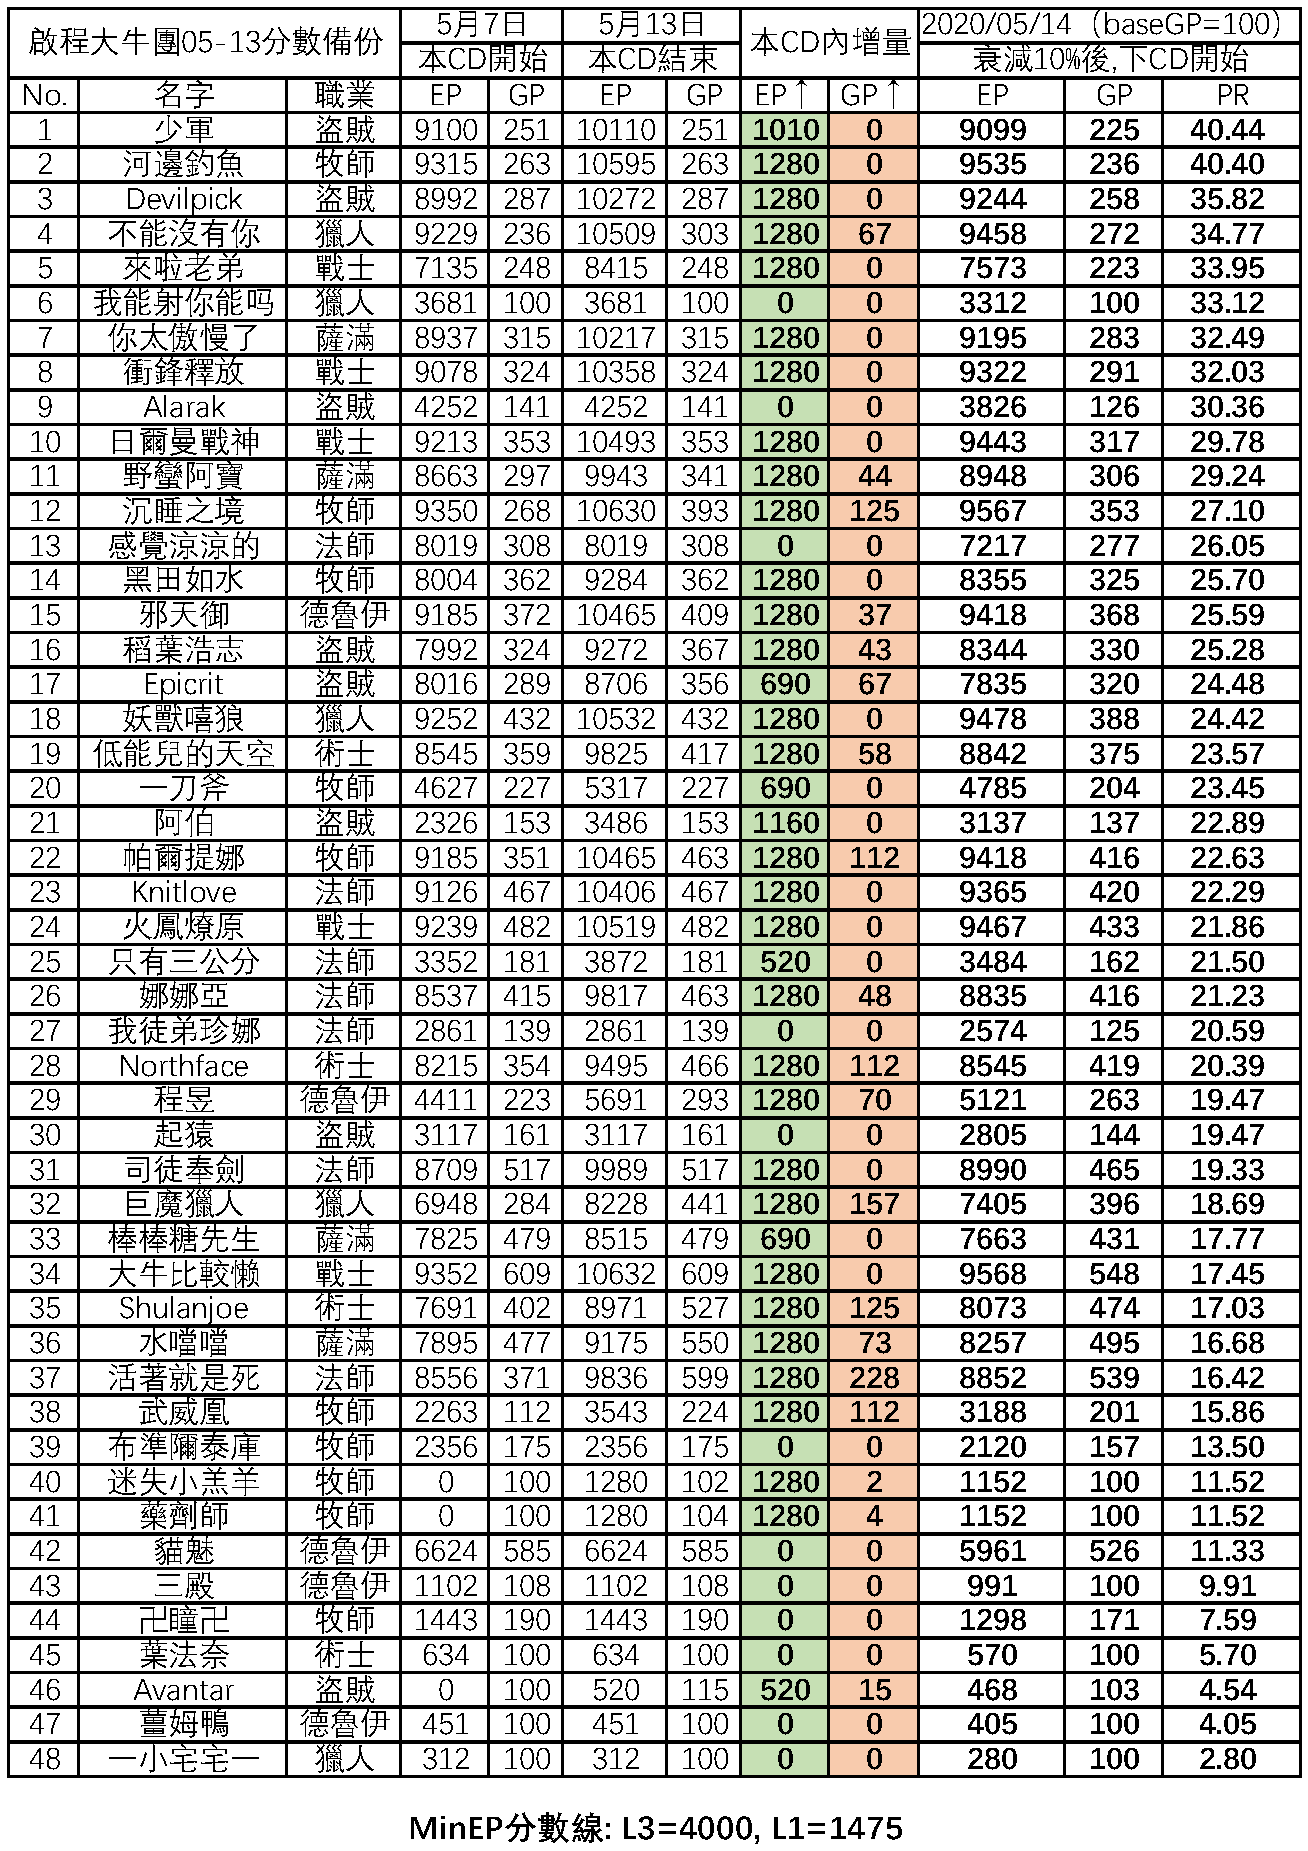 啟程大牛團05-13分數備份 5月7日 5月13日 本CD內增量 2020/05/14（baseGP=100）
本CD開始 本CD結束 衰減10%後,下CD開始
No. 名字 職業 EP GP EP GP EP↑ GP↑ EP GP PR
1 少軍 盜賊 9100 251 10110 251 1010 0 9099 225 40.44
2 河邊釣魚 牧師 9315 263 10595 263 1280 0 9535 236 40.40
3 Devilpick 盜賊 8992 287 10272 287 1280 0 9244 258 35.82
4 不能沒有你 獵人 9229 236 10509 303 1280 67 9458 272 34.77
5 來啦老弟 戰士 7135 248 8415 248 1280 0 7573 223 33.95
6 我能射你能吗 獵人 3681 100 3681 100 0 0 3312 100 33.12
7 你太傲慢了 薩滿 8937 315 10217 315 1280 0 9195 283 32.49
8 衝鋒釋放 戰士 9078 324 10358 324 1280 0 9322 291 32.03
9 Alarak 盜賊 4252 141 4252 141 0 0 3826 126 30.36
10 日爾曼戰神 戰士 9213 353 10493 353 1280 0 9443 317 29.78
11 野蠻阿寶 薩滿 8663 297 9943 341 1280 44 8948 306 29.24
12 沉睡之境 牧師 9350 268 10630 393 1280 125 9567 353 27.10
13 感覺涼涼的 法師 8019 308 8019 308 0 0 7217 277 26.05
14 黑田如水 牧師 8004 362 9284 362 1280 0 8355 325 25.70
15 邪天御 德魯伊 9185 372 10465 409 1280 37 9418 368 25.59
16 稻葉浩志 盜賊 7992 324 9272 367 1280 43 8344 330 25.28
17 Epicrit 盜賊 8016 289 8706 356 690 67 7835 320 24.48
18 妖獸嘻狼 獵人 9252 432 10532 432 1280 0 9478 388 24.42
19 低能兒的天空 術士 8545 359 9825 417 1280 58 8842 375 23.57
20 一刀斧 牧師 4627 227 5317 227 690 0 4785 204 23.45
21 阿伯 盜賊 2326 153 3486 153 1160 0 3137 137 22.89
22 帕爾提娜 牧師 9185 351 10465 463 1280 112 9418 416 22.63
23 Knitlove 法師 9126 467 10406 467 1280 0 9365 420 22.29
24 火鳳燎原 戰士 9239 482 10519 482 1280 0 9467 433 21.86
25 只有三公分 法師 3352 181 3872 181 520 0 3484 162 21.50
26 娜娜亞 法師 8537 415 9817 463 1280 48 8835 416 21.23
27 我徒弟珍娜 法師 2861 139 2861 139 0 0 2574 125 20.59
28 Northface 術士 8215 354 9495 466 1280 112 8545 419 20.39
29 程昱 德魯伊 4411 223 5691 293 1280 70 5121 263 19.47
30 起猿 盜賊 3117 161 3117 161 0 0 2805 144 19.47
31 司徒奉劍 法師 8709 517 9989 517 1280 0 8990 465 19.33
32 巨魔獵人 獵人 6948 284 8228 441 1280 157 7405 396 18.69
33 棒棒糖先生 薩滿 7825 479 8515 479 690 0 7663 431 17.77
34 大牛比較懒 戰士 9352 609 10632 609 1280 0 9568 548 17.45
35 Shulanjoe 術士 7691 402 8971 527 1280 125 8073 474 17.03
36 水噹噹 薩滿 7895 477 9175 550 1280 73 8257 495 16.68
37 活著就是死 法師 8556 371 9836 599 1280 228 8852 539 16.42
38 武威凰 牧師 2263 112 3543 224 1280 112 3188 201 15.86
39 布準隬泰庫 牧師 2356 175 2356 175 0 0 2120 157 13.50
40 迷失小羔羊 牧師 0 100 1280 102 1280 2 1152 100 11.52
41 藥劑師 牧師 0 100 1280 104 1280 4 1152 100 11.52
42 貓魅 德魯伊 6624 585 6624 585 0 0 5961 526 11.33
43 三殿 德魯伊 1102 108 1102 108 0 0 991 100 9.91
44 卍瞳卍 牧師 1443 190 1443 190 0 0 1298 171 7.59
45 葉法奈 術士 634 100 634 100 0 0 570 100 5.70
46 Avantar 盜賊 0 100 520 115 520 15 468 103 4.54
47 薑姆鴨 德魯伊 451 100 451 100 0 0 405 100 4.05
48 一小宅宅一 獵人 312 100 312 100 0 0 280 100 2.80
MinEP分數線: L3=4000, L1=1475